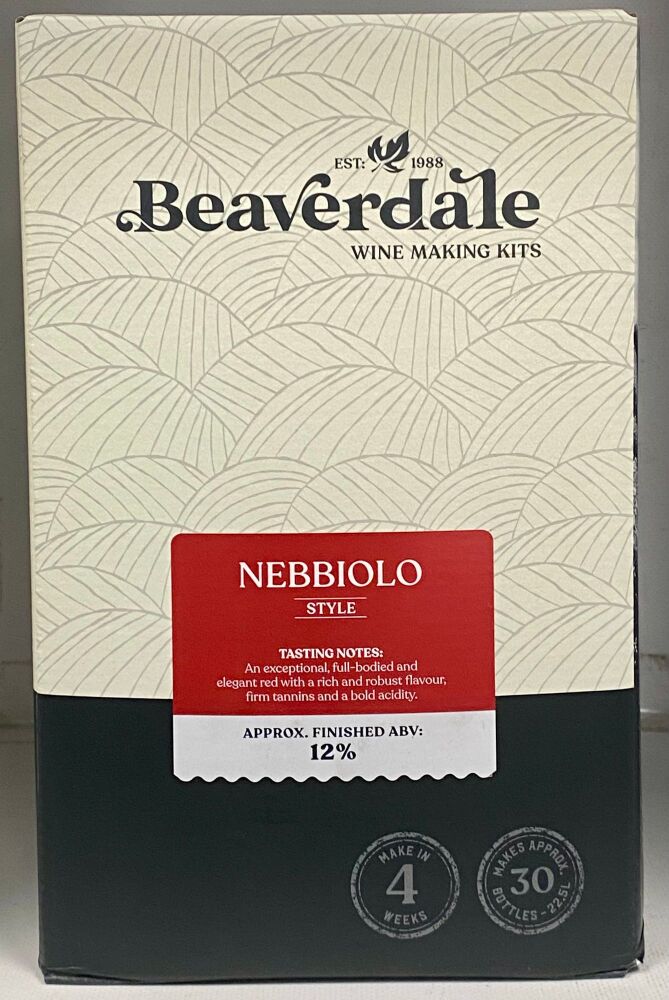 EST: 1988
Beaverdale
WINE MAKING KITS
NEBBIOLO
STYLE
TASTING NOTES:
An exceptional, full-bodied and
elegant red with a rich and robust flavour,
firm tannins and a bold acidity.
APPROX. FINISHED ABV:
12%
MAKE IN
4
WEEKS
MAKES APPROX.
30
BOTTLES - 22.5L